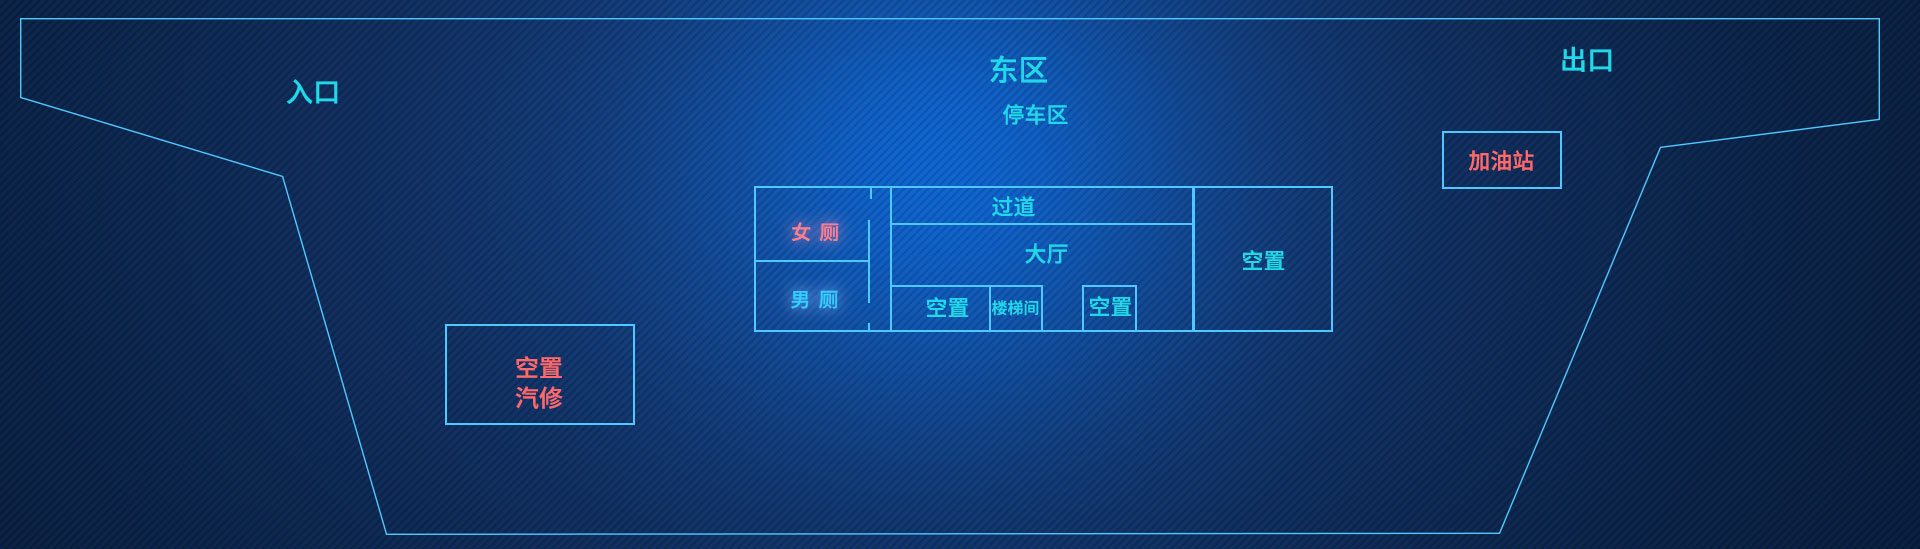 出口
东区
入口
停车区
加油站
过道
女 厕
大厅
空置
男 厕
空置
楼梯间
空置
空置
汽修